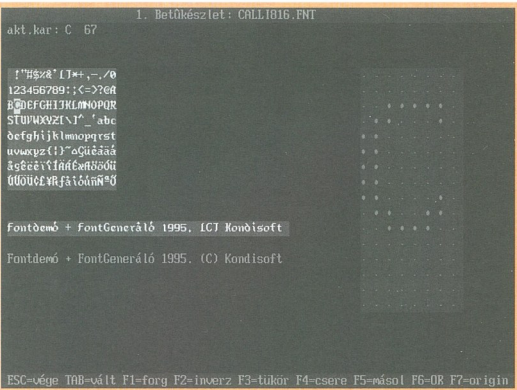 1. Betűkészlet: CALLI816.FNT
akt.kar: C 67
!"#$%&'[]*+,-./0
123456789:;<=>?@A
BCDEFGHIJKLMNOPQR
STUVWXYZ[\]^_`abc
defghijklmnopqrst
fontdemó + fontGeneráló 1995. [C] Kondisoft
Fontdemó + FontGeneráló 1995. (C) Kondisoft
ESC=vége TAB=vált F1=forg F2=inverz F3=tükör F4=csere F5=másol F6=OK F7=origin